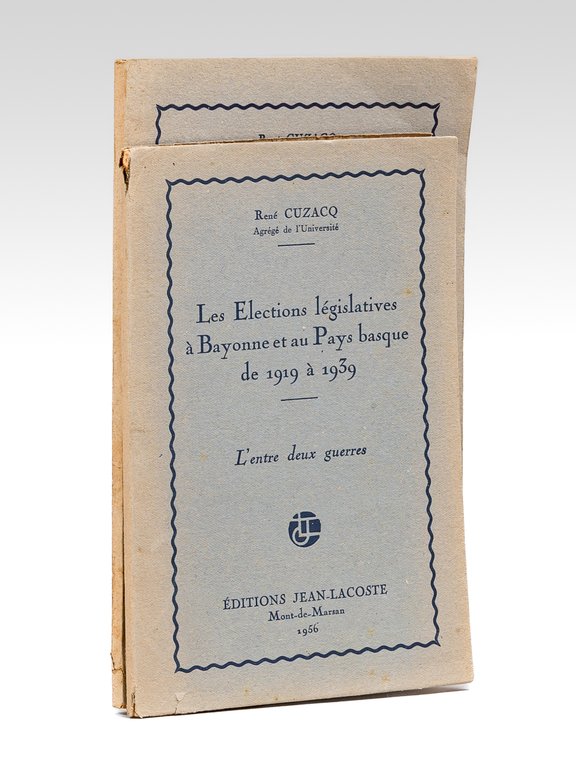 René CUZACQ
Agrégé de l'Université
Les Elections législatives
à Bayonne et au Pays basque
de 1919 à 1939
L'entre deux guerres
ÉDITIONS JEAN-LACOSTE
Mont-de-Marsan
1956